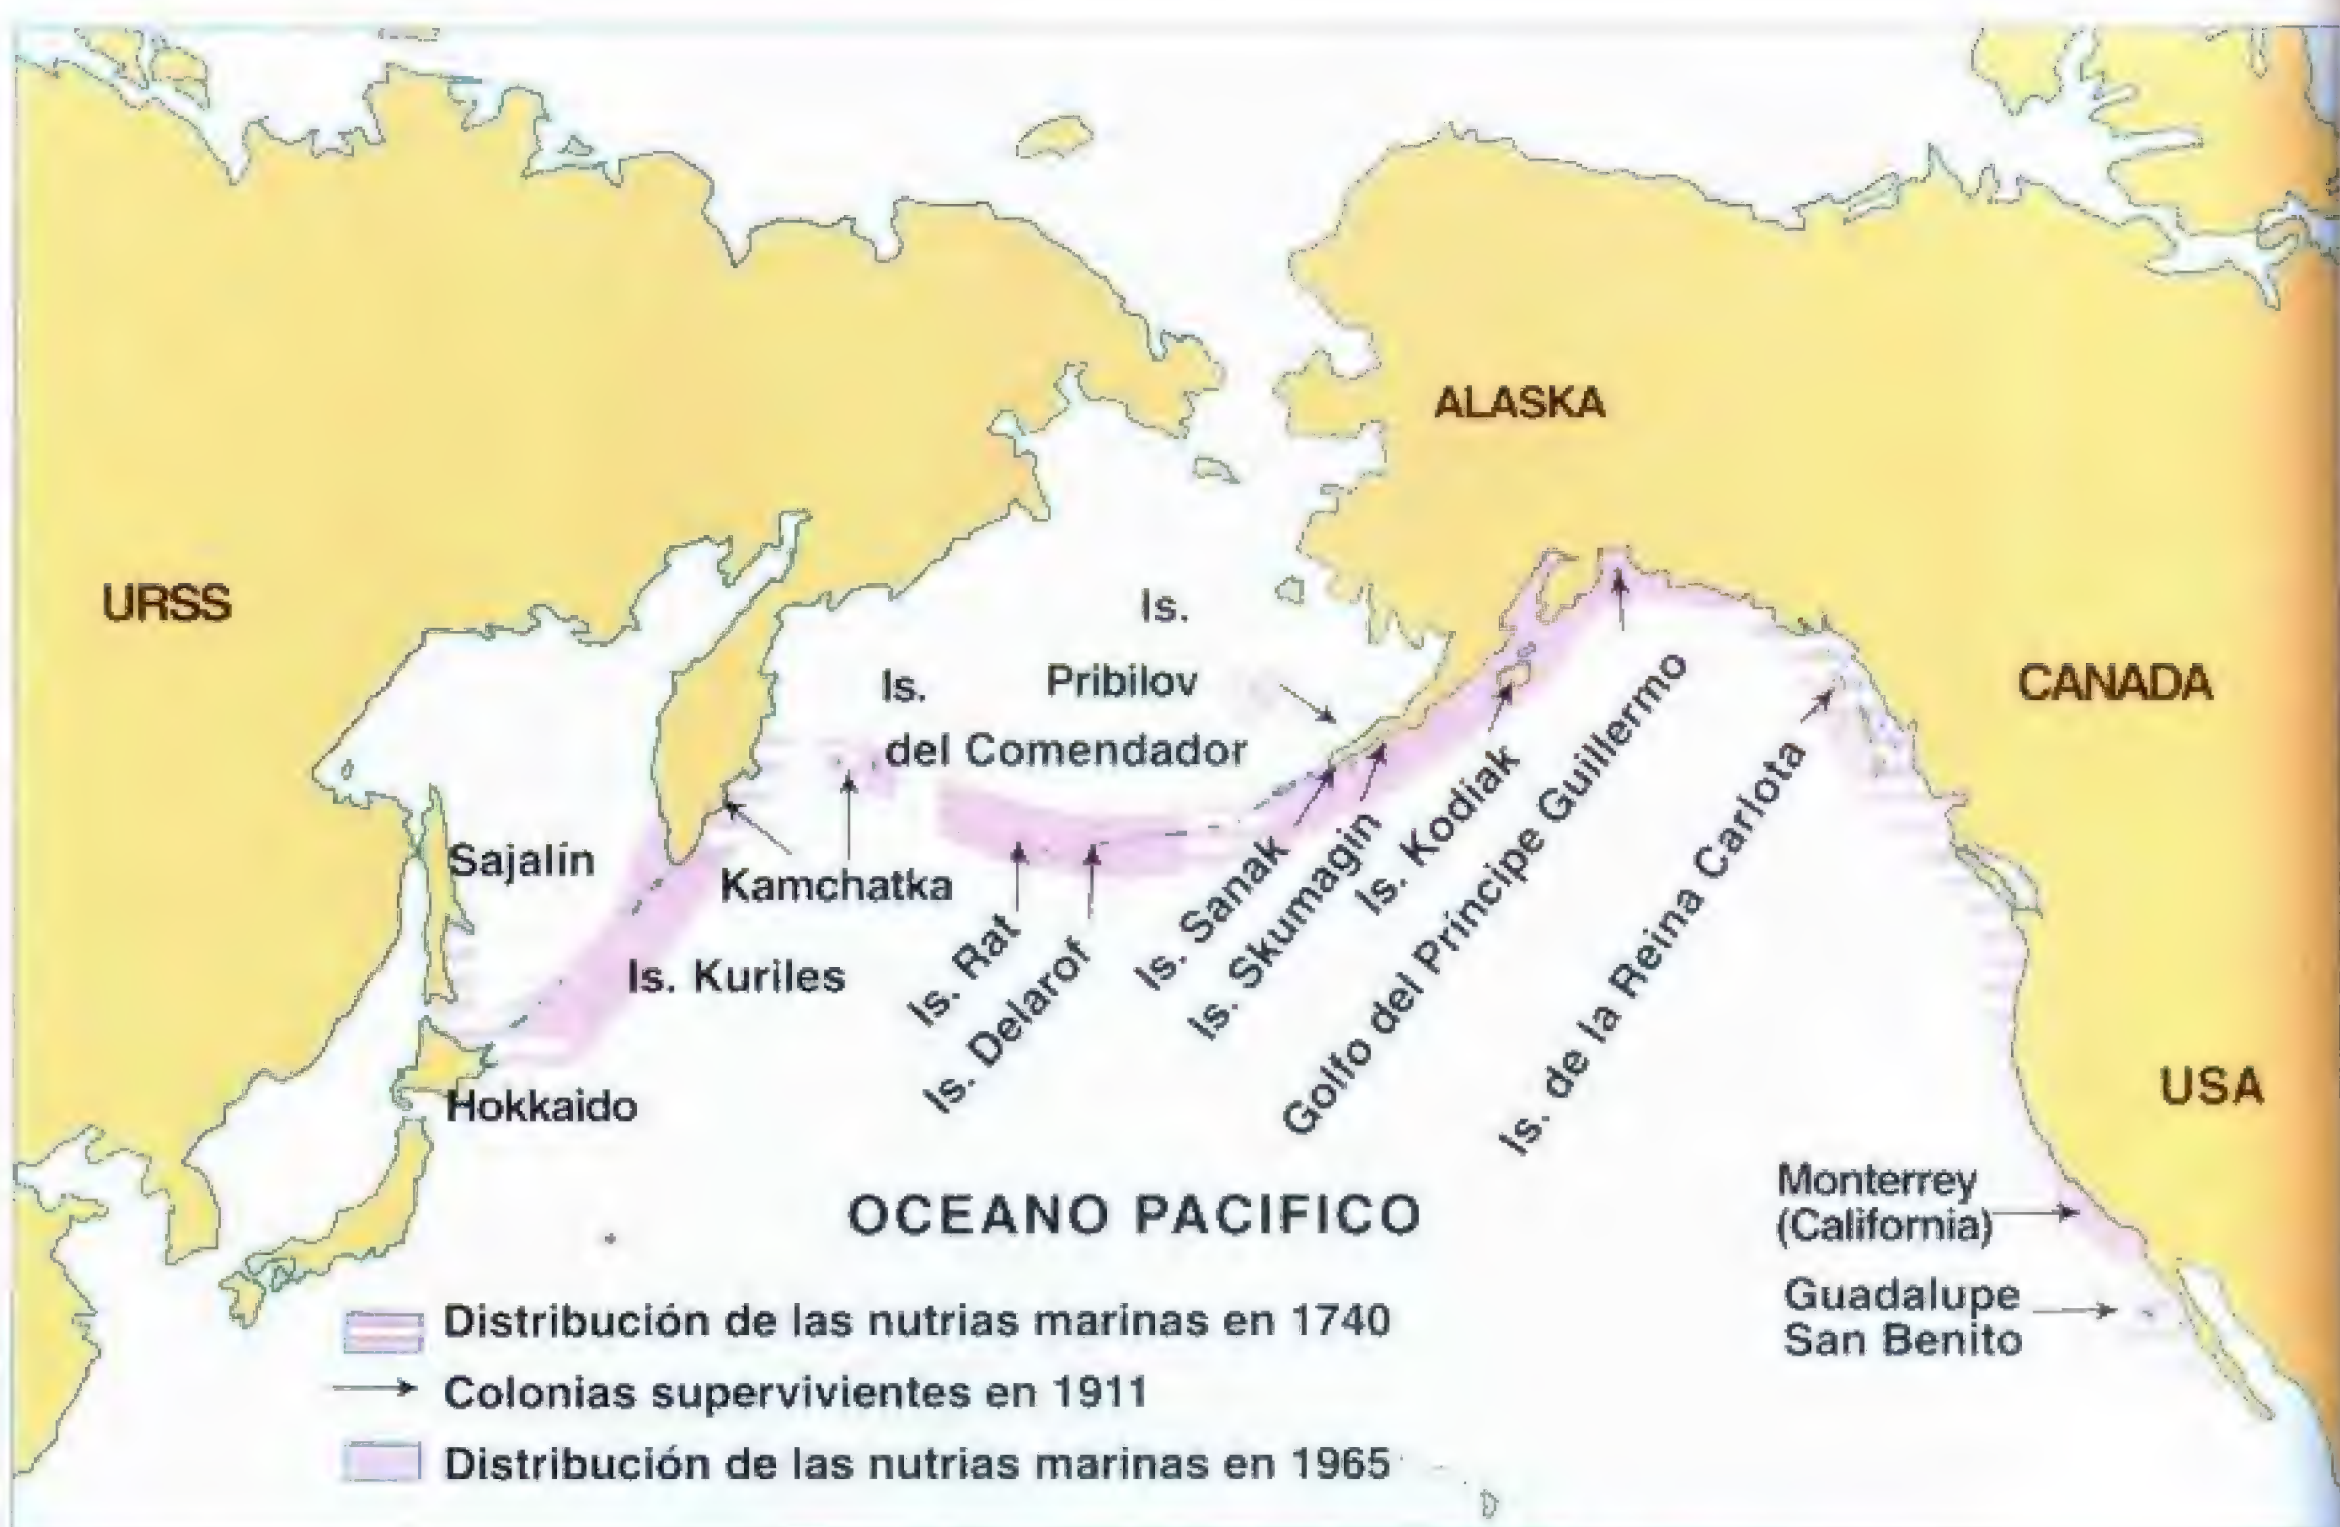 ALASKA
URSS
CANADA
USA
Is.
Pribilov
Is.
del Comendador
Sajalín
Kamchatka
Is. Kuriles
Hokkaido
Is. Rat
Is. Delarof
Is. Sanak
Is. Skumagin
Is. Kodiak
Golfo del Príncipe Guillermo
Is. de la Reina Carlota
OCEANO PACIFICO
Monterrey
(California)
Guadalupe
San Benito
Distribución de las nutrias marinas en 1740
Colonias supervivientes en 1911
Distribución de las nutrias marinas en 1965